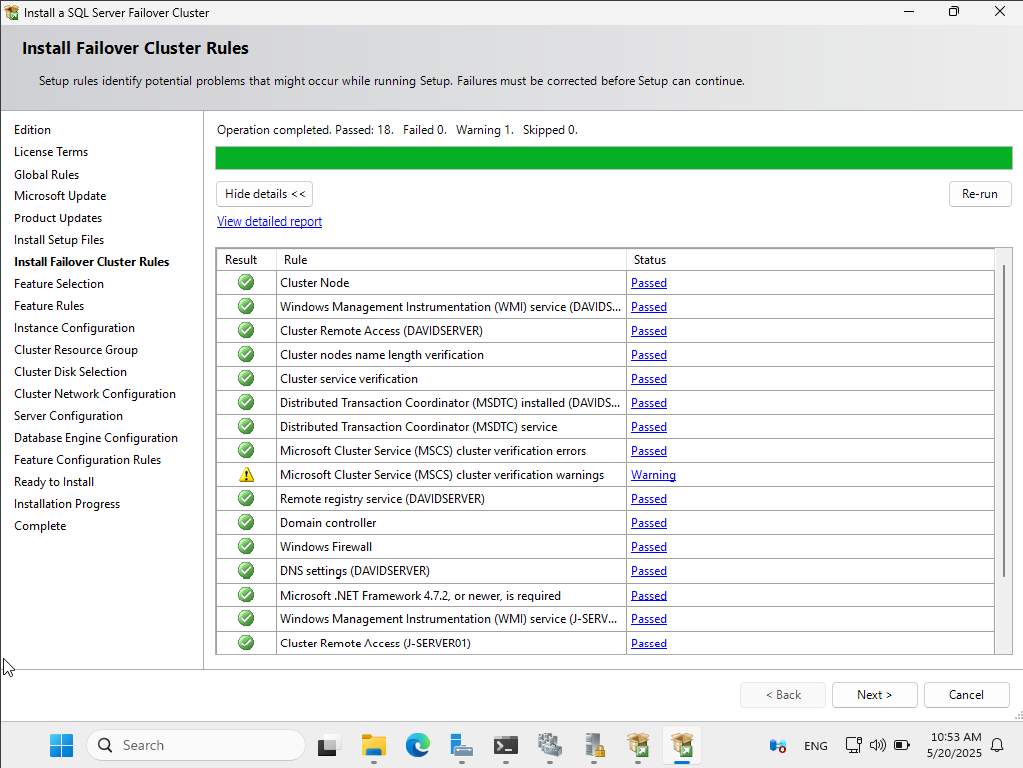 Install a SQL Server Failover Cluster
Install Failover Cluster Rules
Setup rules identify potential problems that might occur while running Setup. Failures must be corrected before Setup can continue.
Edition
License Terms
Global Rules
Microsoft Update
Product Updates
Install Setup Files
Install Failover Cluster Rules
Feature Selection
Feature Rules
Instance Configuration
Cluster Resource Group
Cluster Disk Selection
Cluster Network Configuration
Server Configuration
Database Engine Configuration
Feature Configuration Rules
Ready to Install
Installation Progress
Complete
Operation completed. Passed: 18.   Failed 0.   Warning 1.   Skipped 0.
Hide details <<
Re-run
View detailed report
Result Rule Status
Cluster Node Passed
Windows Management Instrumentation (WMI) service (DAVIDS... Passed
Cluster Remote Access (DAVIDSERVER) Passed
Cluster nodes name length verification Passed
Cluster service verification Passed
Distributed Transaction Coordinator (MSDTC) installed (DAVIDS... Passed
Distributed Transaction Coordinator (MSDTC) service Passed
Microsoft Cluster Service (MSCS) cluster verification errors Passed
Microsoft Cluster Service (MSCS) cluster verification warnings Warning
Remote registry service (DAVIDSERVER) Passed
Domain controller Passed
Windows Firewall Passed
DNS settings (DAVIDSERVER) Passed
Microsoft .NET Framework 4.7.2, or newer, is required Passed
Windows Management Instrumentation (WMI) service (J-SERV... Passed
Cluster Remote Access (J-SERVER01) Passed
< Back
Next >
Cancel
Search
ENG
10:53 AM
5/20/2025